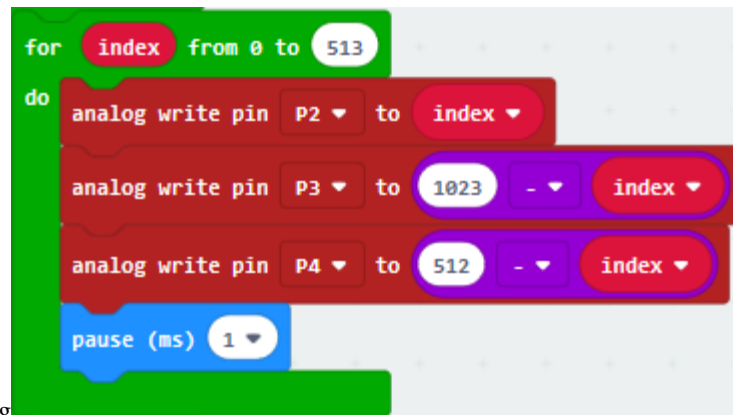 for index from 0 to 513
do
analog write pin P2 to index
analog write pin P3 to 1023 - index
analog write pin P4 to 512 - index
pause (ms) 1
g